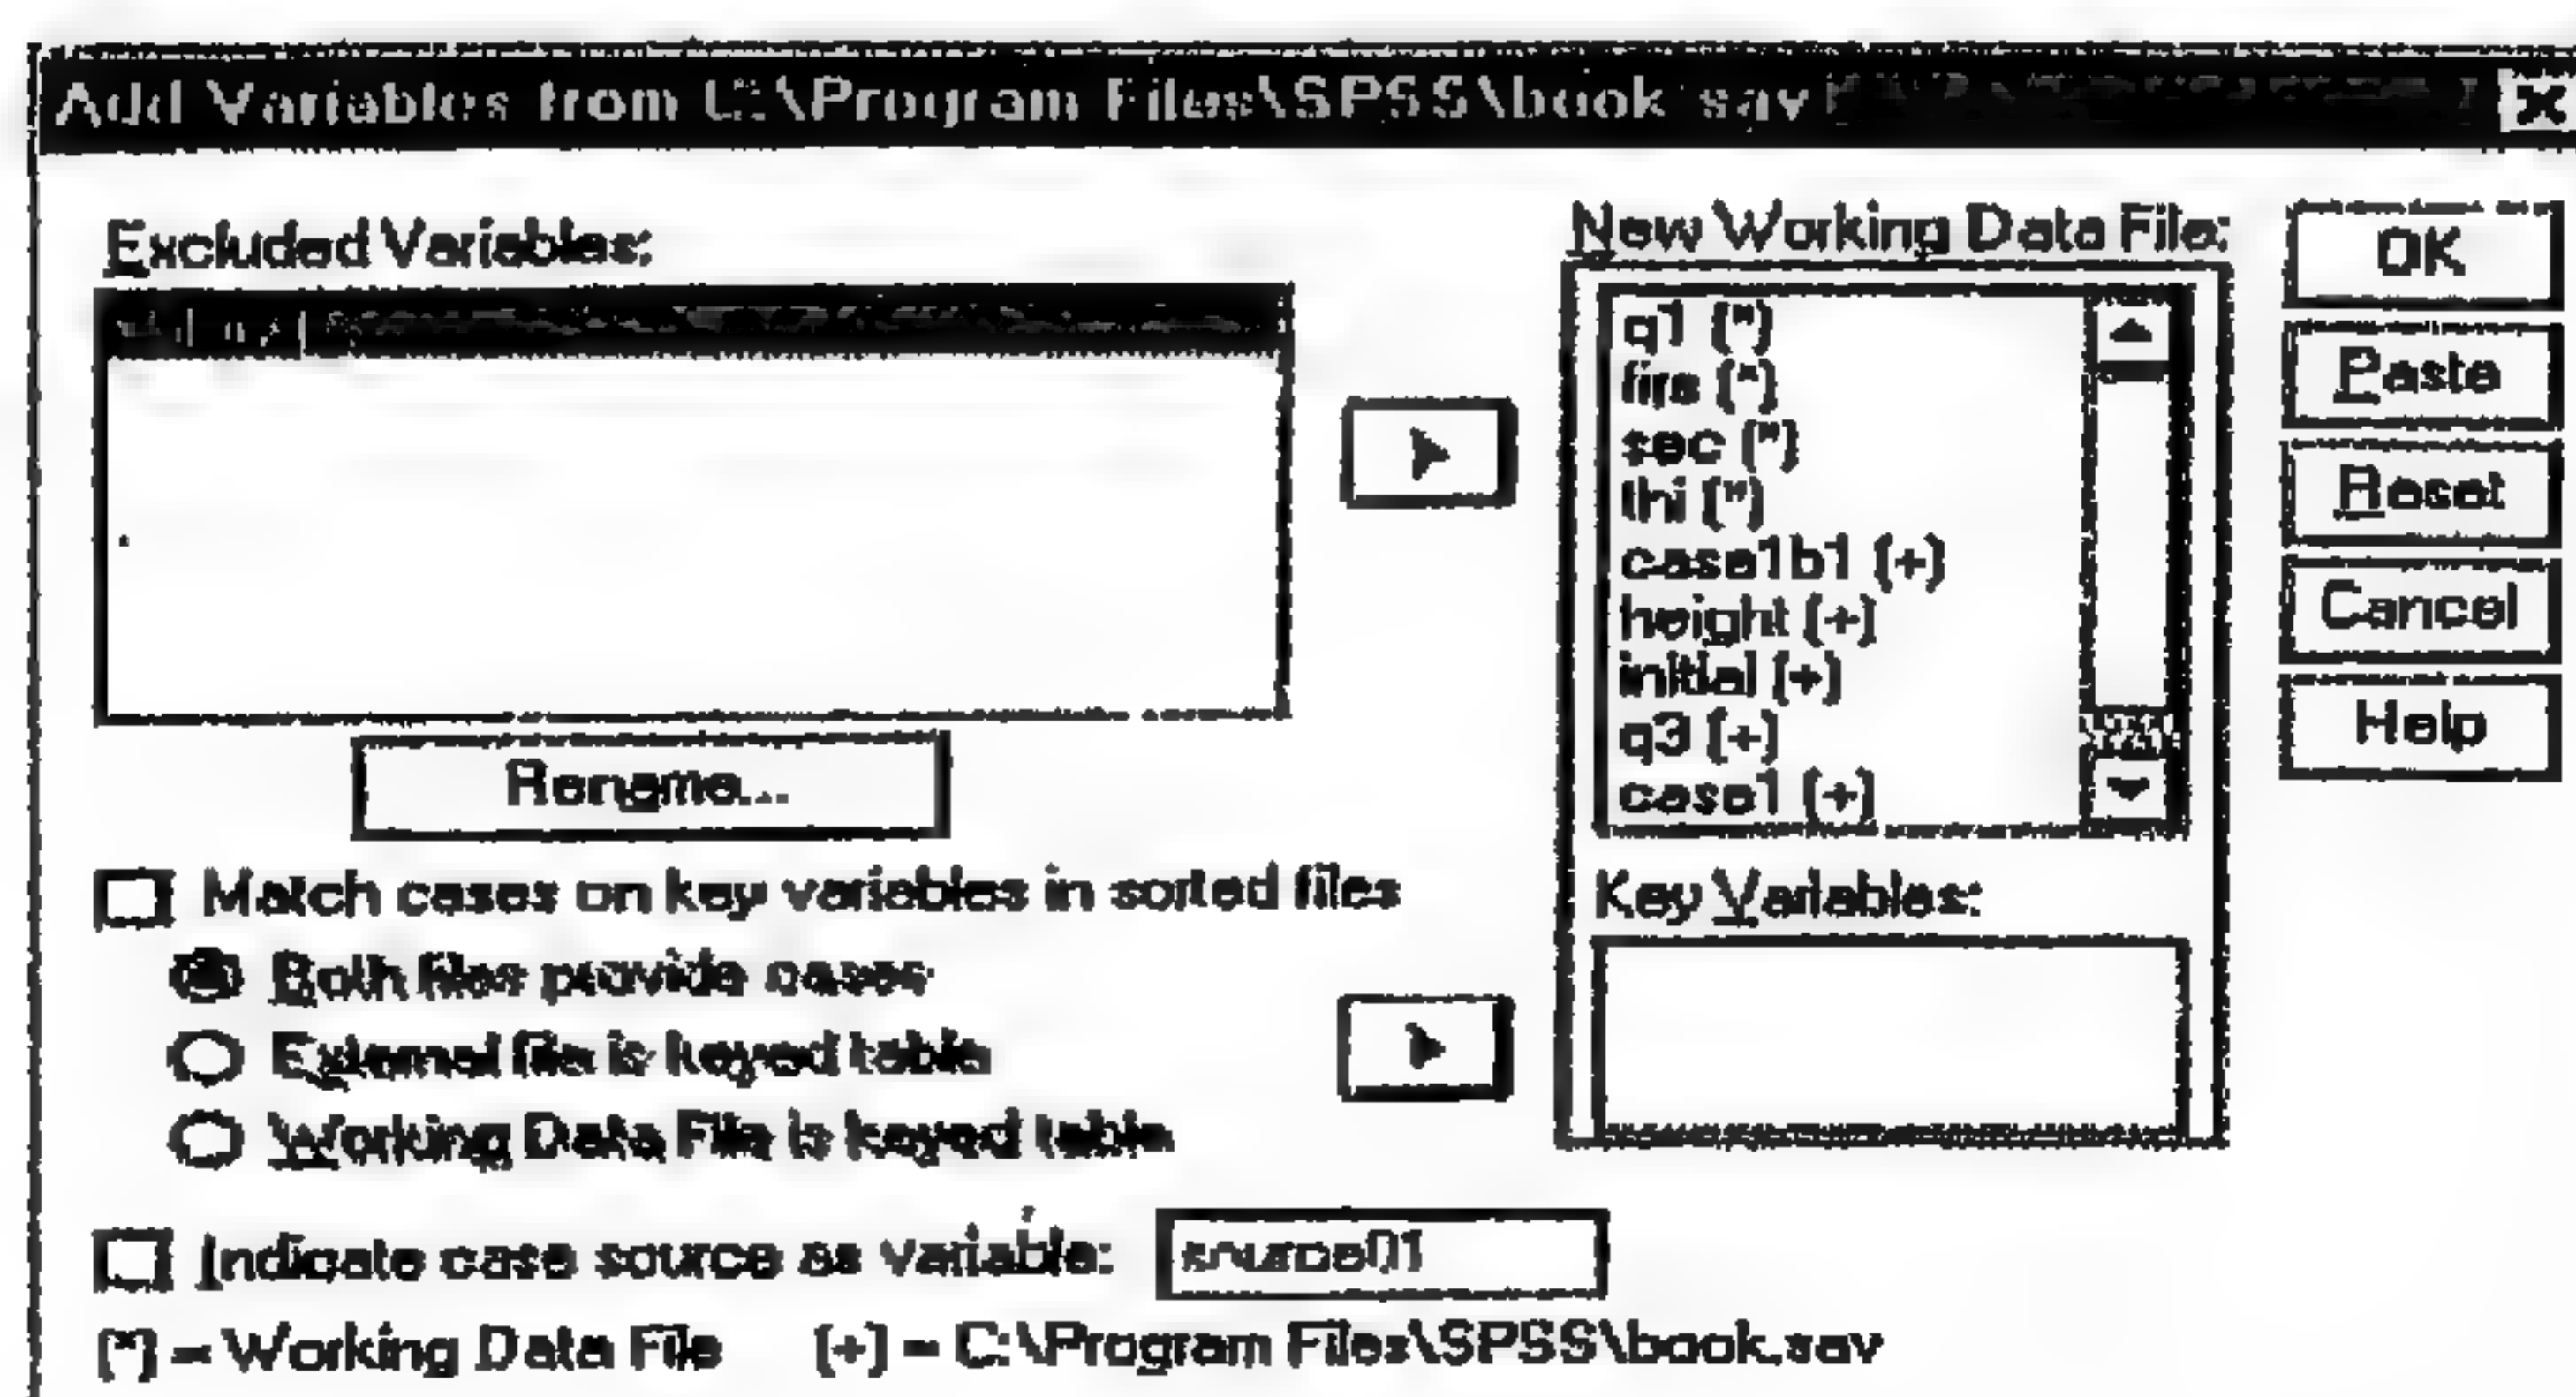 Add Variables from C:\Program Files\SPSS\book sav
Excluded Variables:
New Working Data File:
q1 (*)
firs (*)
sec (*)
thi (*)
case1b1 (+)
height (+)
initial (+)
q3 (+)
case1 (+)
OK
Paste
Reset
Cancel
Help
Rename...
Match cases on key variables in sorted files
Both files provide cases
External file is keyed table
Working Data File is keyed table
Key Variables:
Indicate case source as variable: source01
(*) = Working Data File (+) = C:\Program Files\SPSS\book.sav